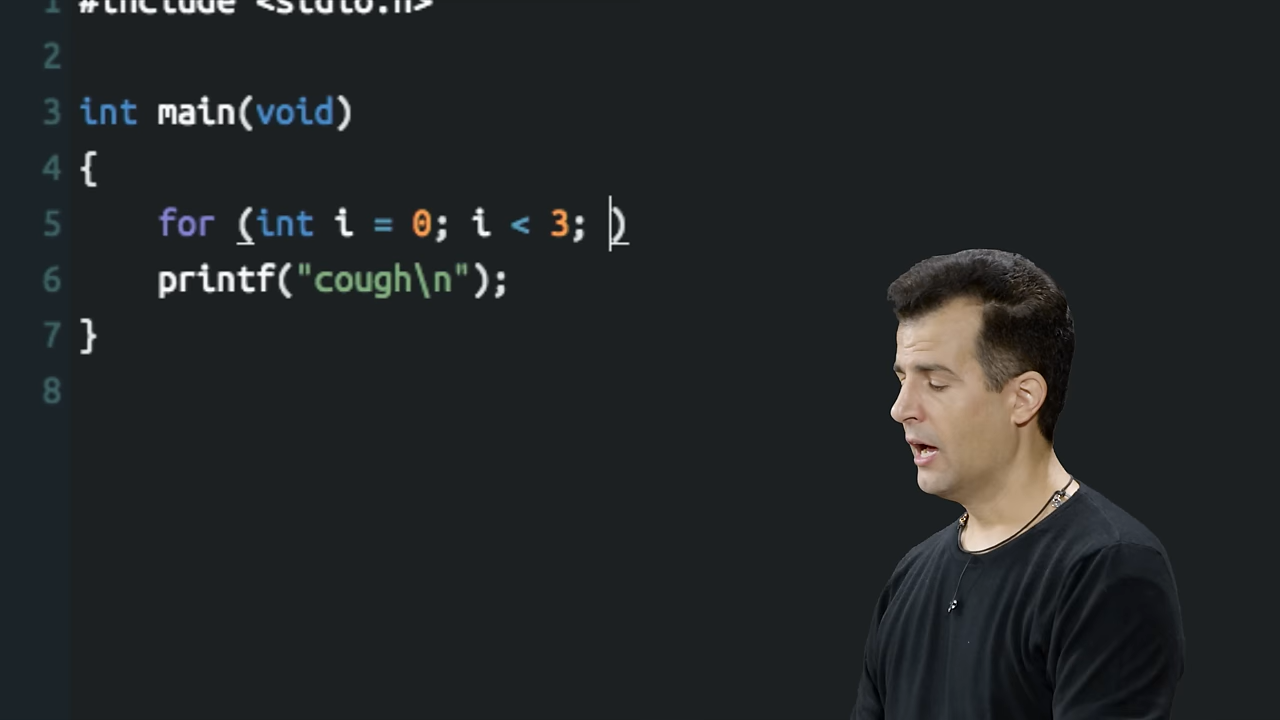 1 #include <stdio.h>
2
3 int main(void)
4 {
5 for (int i = 0; i < 3; )
6 printf("cough\n");
7 }
8